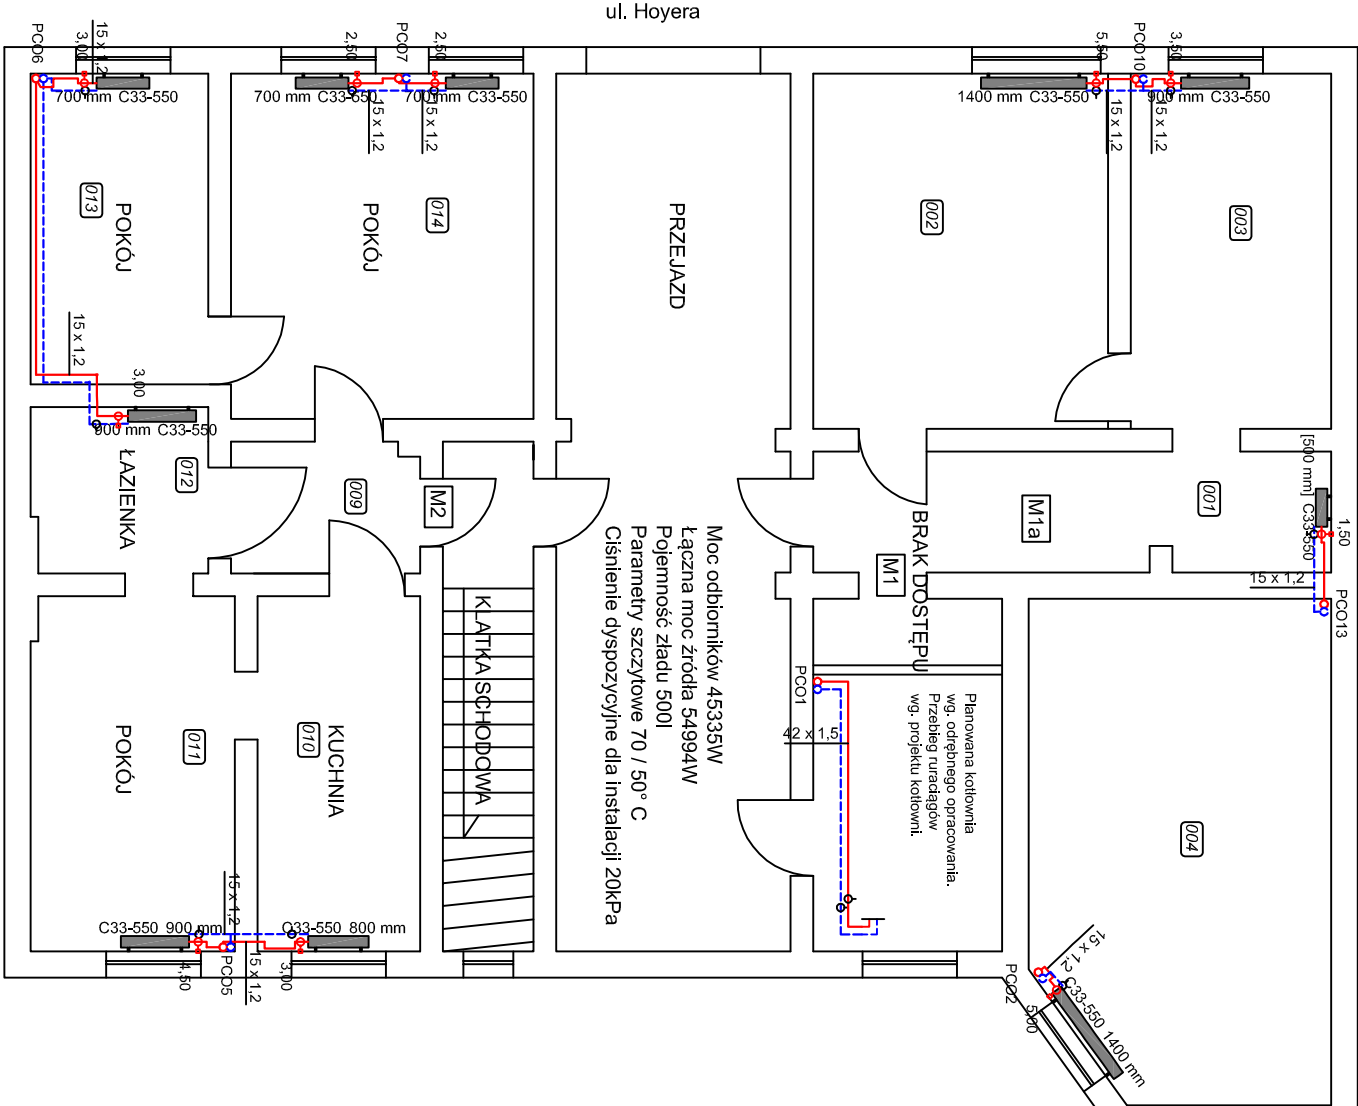 ul. Hoyera
PCO6
3,00
15 x 1,2
700 mm C33-550
2,50
PCO7
2,50
700 mm C33-550
700 mm C33-550
15 x 1,2
15 x 1,2
5,50
PCO10
3,50
1400 mm C33-550
900 mm C33-550
15 x 1,2
15 x 1,2
013
POKÓJ
014
POKÓJ
PRZEJAZD
002
003
15 x 1,2
3,00
900 mm C33-550
ŁAZIENKA
012
009
M2
M1a
001
[500 mm] C33-550
1,50
15 x 1,2
PCO13
BRAK DOSTĘPU
M1
Moc odbiorników 45335W
Łączna moc źródła 54994W
Pojemność zładu 500l
Parametry szczytowe 70 / 50° C
Ciśnienie dyspozycyjne dla instalacji 20kPa
KLATKA SCHODOWA
PCO1
42 x 1,5
Planowana kotłownia
wg. odrębnego opracowania.
Przebieg ruraciągów
wg. projektu kotłowni.
POKÓJ
011
010
KUCHNIA
004
15 x 1,2
C33-550 900 mm
C33-550 800 mm
4,50
PCO5
15 x 1,2
3,00
PCO2
5,00
15 x 1,2
C33-550 1400 mm